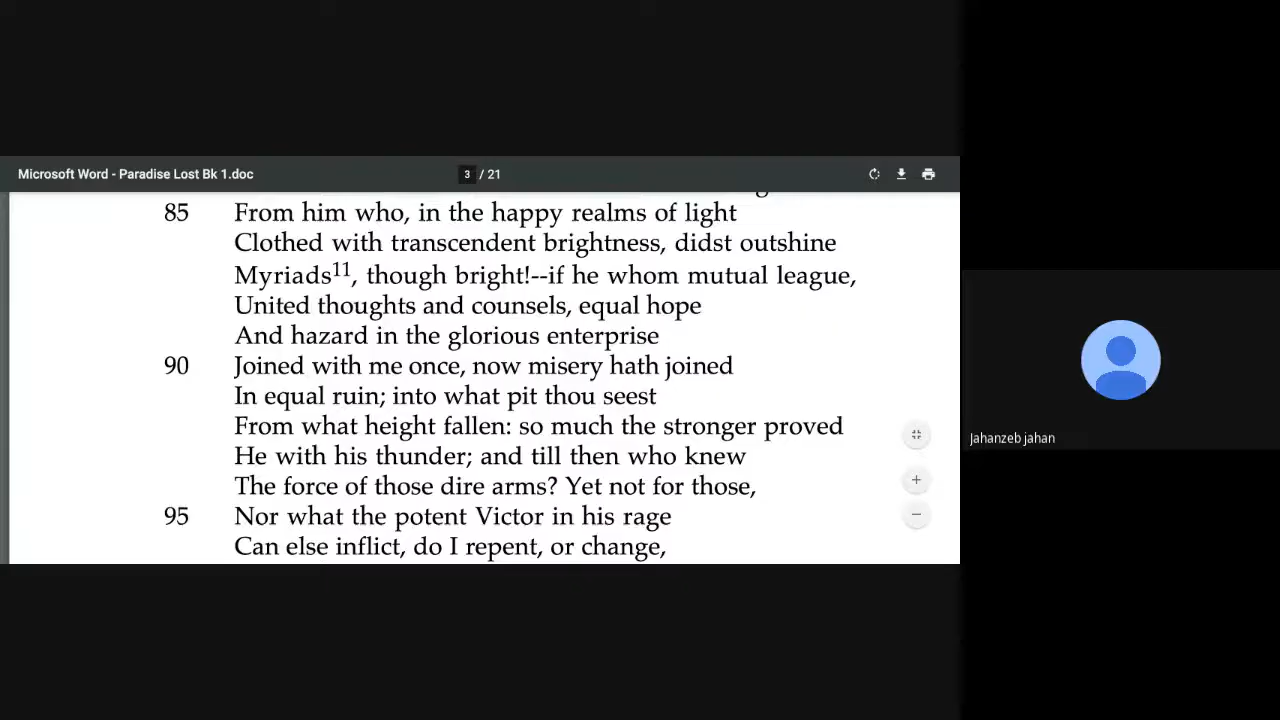 Microsoft Word - Paradise Lost Bk 1.doc
3 / 21
85 From him who, in the happy realms of light
Clothed with transcendent brightness, didst outshine
Myriads11, though bright!--if he whom mutual league,
United thoughts and counsels, equal hope
And hazard in the glorious enterprise
90 Joined with me once, now misery hath joined
In equal ruin; into what pit thou seest
From what height fallen: so much the stronger proved
He with his thunder; and till then who knew
The force of those dire arms? Yet not for those,
95 Nor what the potent Victor in his rage
Can else inflict, do I repent, or change,
Jahanzeb jahan